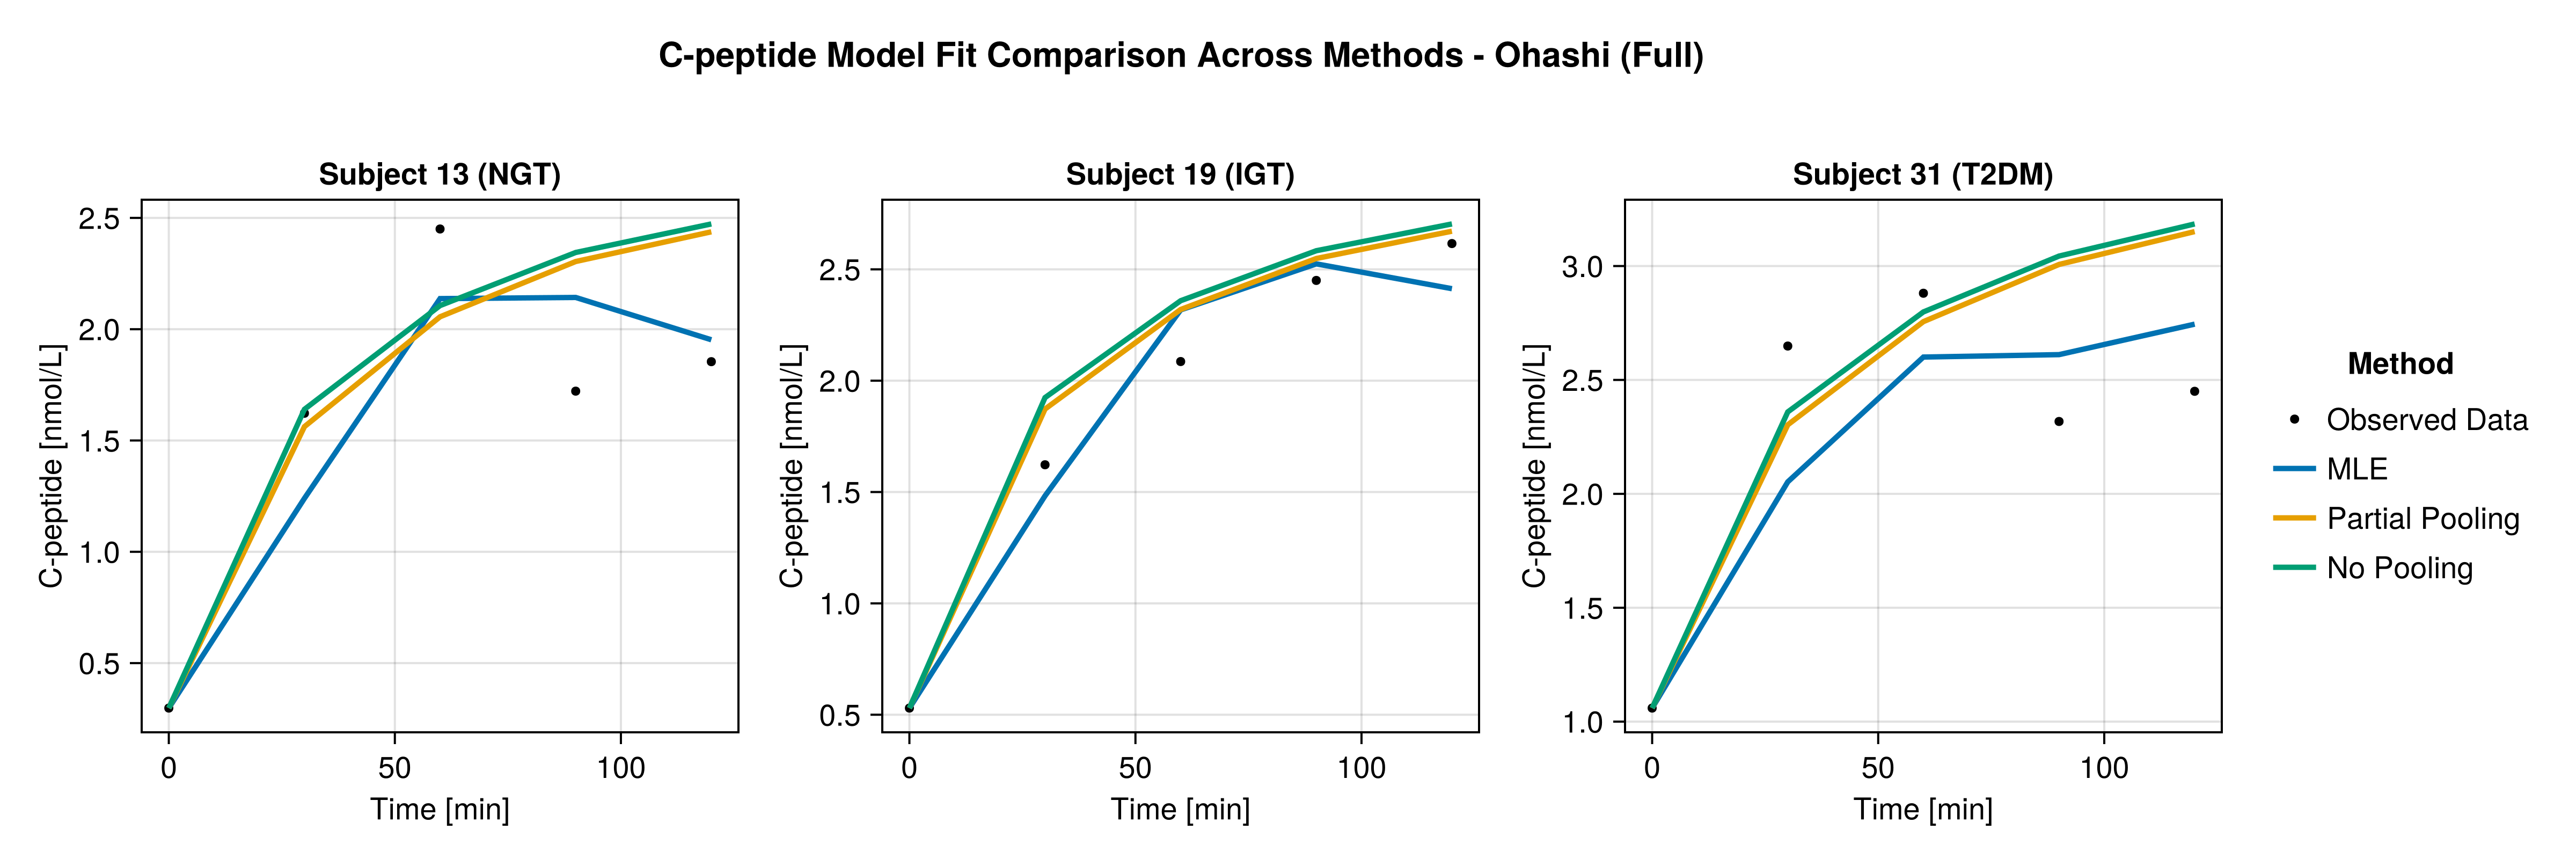 C-peptide Model Fit Comparison Across Methods - Ohashi (Full)
Subject 13 (NGT)
C-peptide [nmol/L]
2.5
2.0
1.5
1.0
0.5
0 50 100
Time [min]
Subject 19 (IGT)
C-peptide [nmol/L]
2.5
2.0
1.5
1.0
0.5
0 50 100
Time [min]
Subject 31 (T2DM)
C-peptide [nmol/L]
3.0
2.5
2.0
1.5
1.0
0 50 100
Time [min]
Method
Observed Data
MLE
Partial Pooling
No Pooling